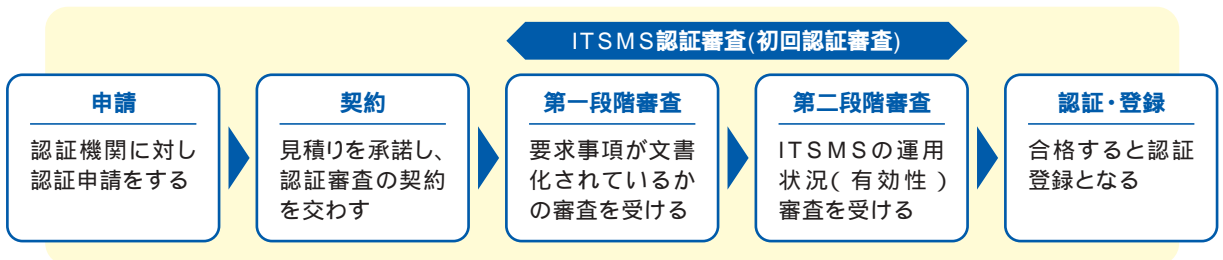 ITSMS認証審査(初回認証審査)
申請
認証機関に対し
認証申請をする
契約
見積りを承諾し、
認証審査の契約
を交わす
第一段階審査
要求事項が文書
化されているか
の審査を受ける
第二段階審査
ITSMSの運用
状況(有効性)
審査を受ける
認証・登録
合格すると認証
登録となる